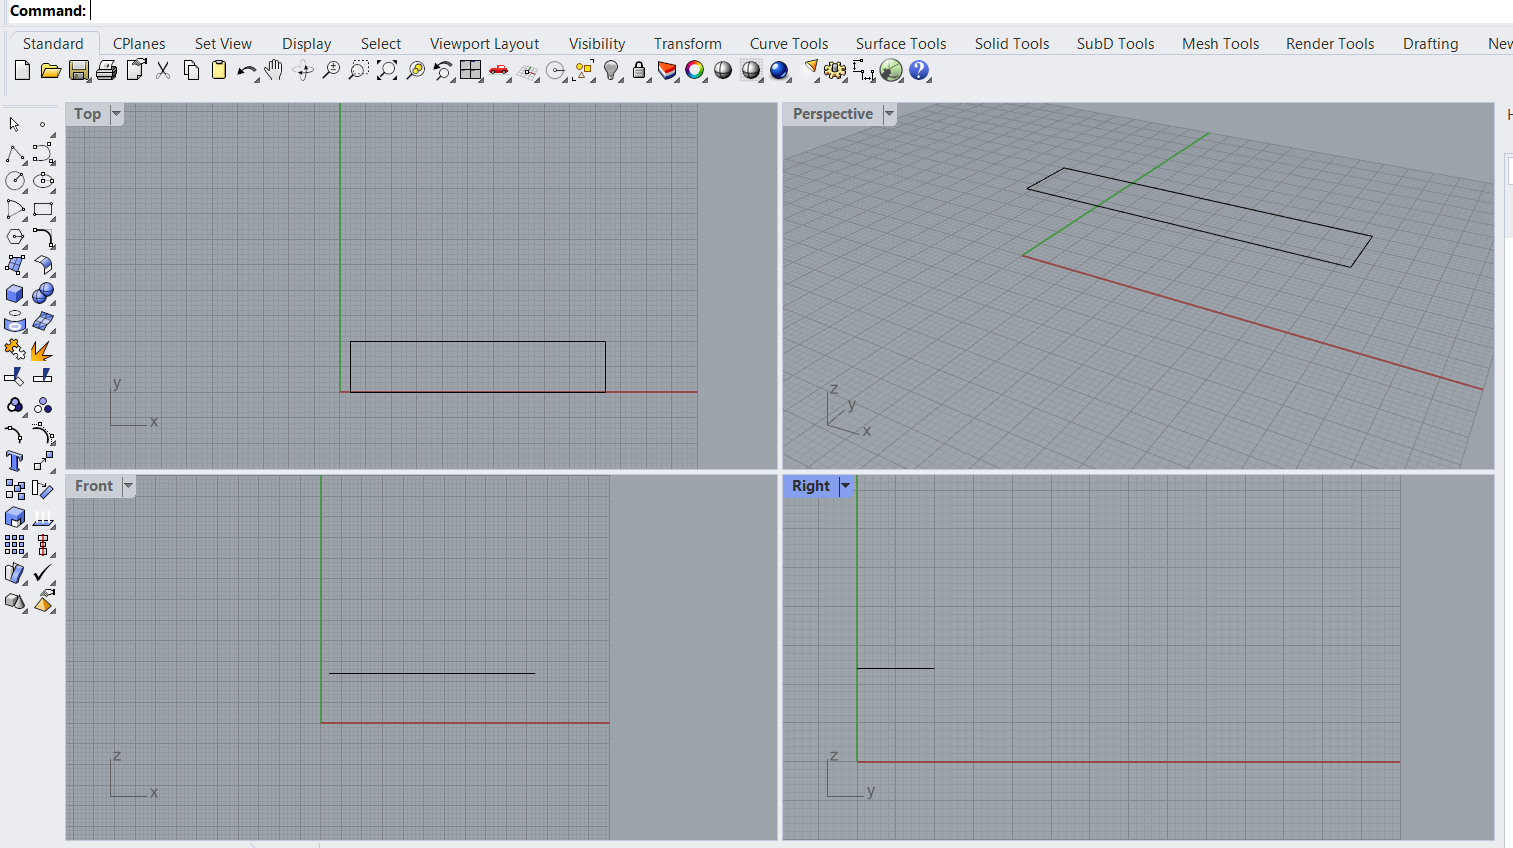 Command:
Standard CPlanes Set View Display Select Viewport Layout Visibility Transform Curve Tools Surface Tools Solid Tools SubD Tools Mesh Tools Render Tools Drafting New
Top
y
x
Perspective
z
y
x
Front
z
x
Right
z
y
H